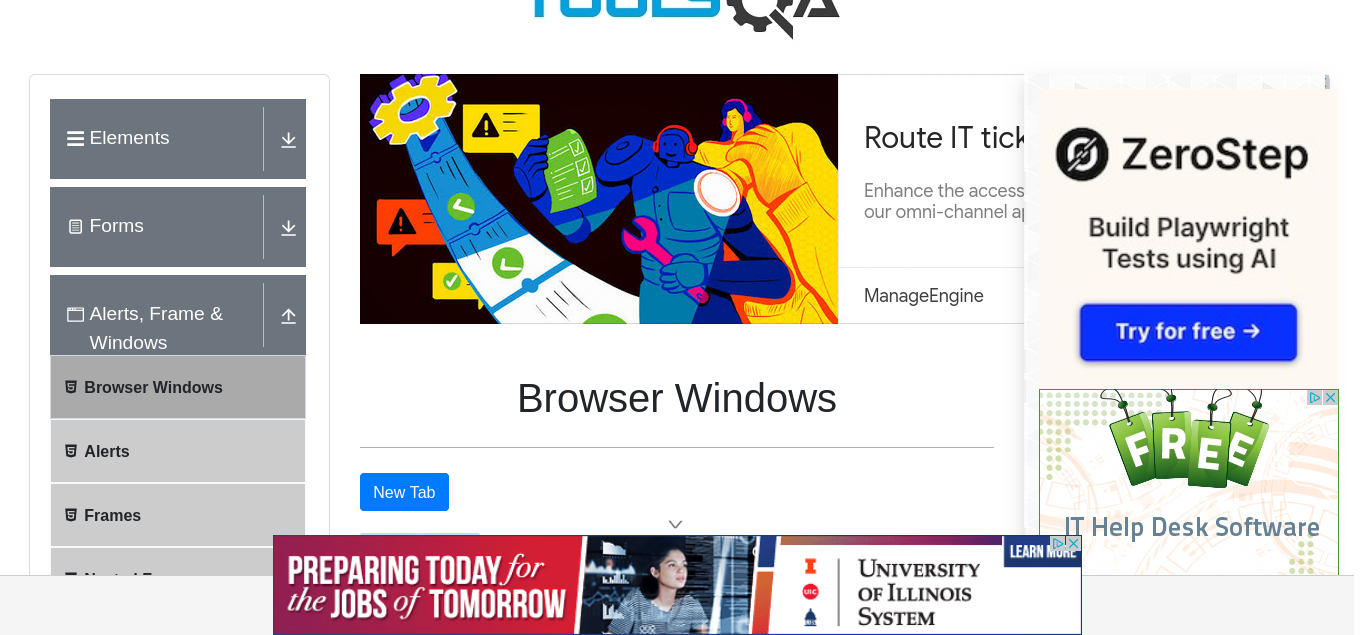 TOOLSQA
Elements
Forms
Alerts, Frame &
Windows
Browser Windows
Alerts
Frames
Route IT tick
Enhance the access
our omni-channel ap
ManageEngine
Browser Windows
New Tab
ZeroStep
Build Playwright
Tests using AI
Try for free →
FREE
IT Help Desk Software
PREPARING TODAY for
the JOBS of TOMORROW
UNIVERSITY
OF ILLINOIS
SYSTEM
UIC
LEARN MORE